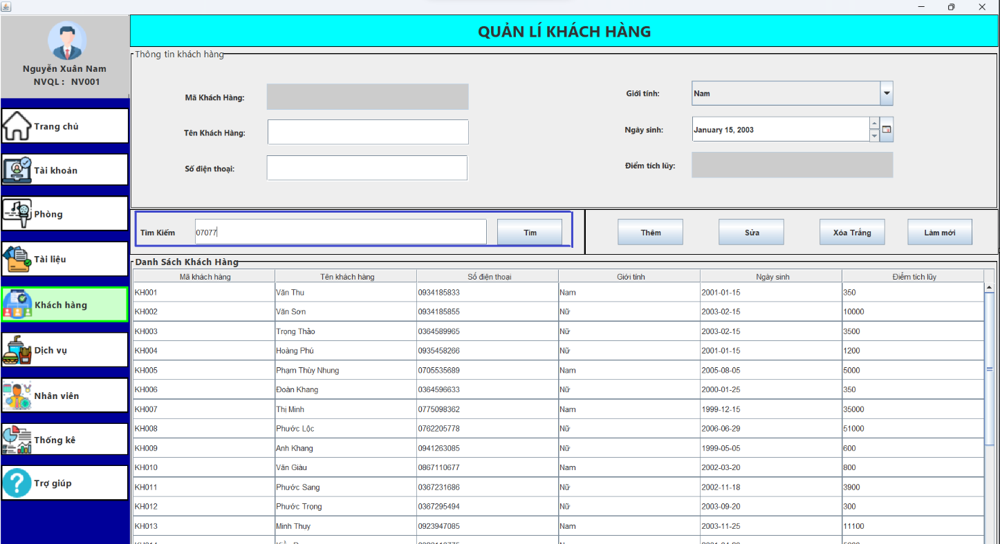 Nguyễn Xuân Nam
NVQL : NV001
Trang chủ
Tài khoản
Phòng
Tài liệu
Khách hàng
Dịch vụ
Nhân viên
Thống kê
Trợ giúp
QUẢN LÍ KHÁCH HÀNG
Thông tin khách hàng
Mã Khách Hàng:
Tên Khách Hàng:
Số điện thoại:
Giới tính: Nam
Ngày sinh: January 15, 2003
Điểm tích lũy:
Tìm Kiếm 07077 Tìm Thêm Sửa Xóa Trắng Làm mới
Danh Sách Khách Hàng
Mã khách hàng Tên khách hàng Số điện thoại Giới tính Ngày sinh Điểm tích lũy
KH001 Văn Thu 0934185833 Nam 2001-01-15 350
KH002 Văn Sơn 0934185855 Nữ 2003-02-15 10000
KH003 Trọng Thảo 0364589965 Nữ 2003-02-15 3500
KH004 Hoàng Phú 0935458266 Nữ 2001-01-15 1200
KH005 Phạm Thùy Nhung 0705535689 Nam 2005-08-05 5000
KH006 Đoàn Khang 0364596633 Nữ 2000-01-25 350
KH007 Thị Minh 0775098362 Nam 1999-12-15 35000
KH008 Phước Lộc 0762205778 Nữ 2006-06-29 51000
KH009 Anh Khang 0941263085 Nữ 1999-05-05 600
KH010 Văn Giàu 0867110677 Nam 2002-03-20 800
KH011 Phước Sang 0367231686 Nữ 2002-11-18 3900
KH012 Phước Trọng 0367295494 Nữ 2003-09-20 300
KH013 Minh Thuy 0923947085 Nam 2003-11-25 11100